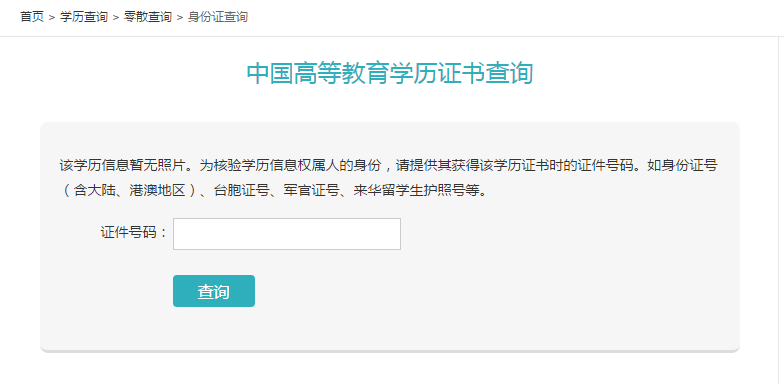 首页 > 学历查询 > 零散查询 > 身份证查询
中国高等教育学历证书查询
该学历信息暂无照片。为核验学历信息权属人的身份，请提供其获得该学历证书时的证件号码。如身份证号
（含大陆、港澳地区）、台胞证号、军官证号、来华留学生护照号等。
证件号码：
查询